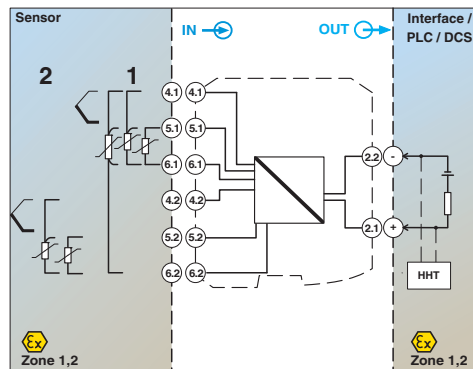 Sensor
IN
OUT
Interface /
PLC / DCS
2
1
4.1 4.1
5.1 5.1
6.1 6.1
4.2 4.2
5.2 5.2
6.2 6.2
2.2 -
2.1 +
HHT
Ex
Zone 1,2
Ex
Zone 1,2